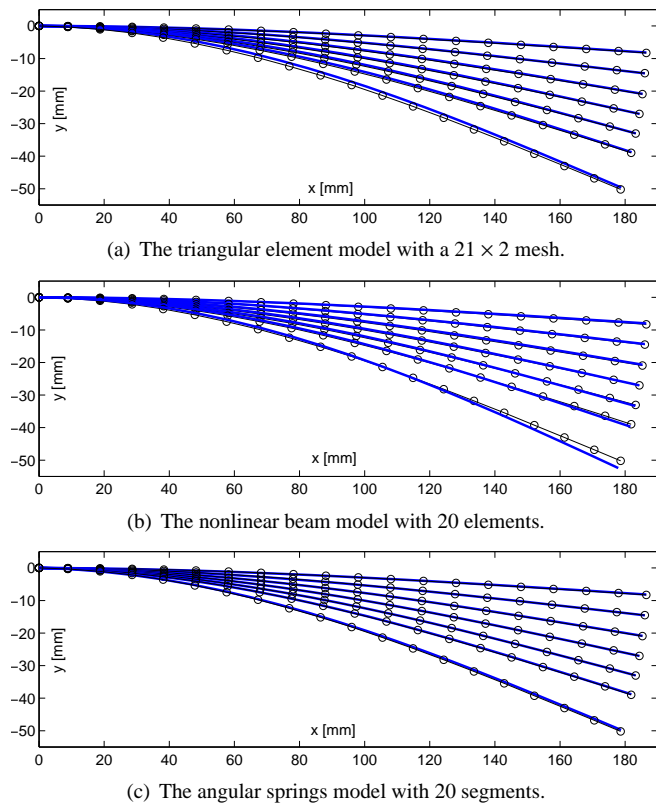 0
−10
−20
−30
−40
−50
y [mm]
x [mm]
0 20 40 60 80 100 120 140 160 180
(a) The triangular element model with a 21 × 2 mesh.
0
−10
−20
−30
−40
−50
y [mm]
x [mm]
0 20 40 60 80 100 120 140 160 180
(b) The nonlinear beam model with 20 elements.
0
−10
−20
−30
−40
−50
y [mm]
x [mm]
0 20 40 60 80 100 120 140 160 180
(c) The angular springs model with 20 segments.